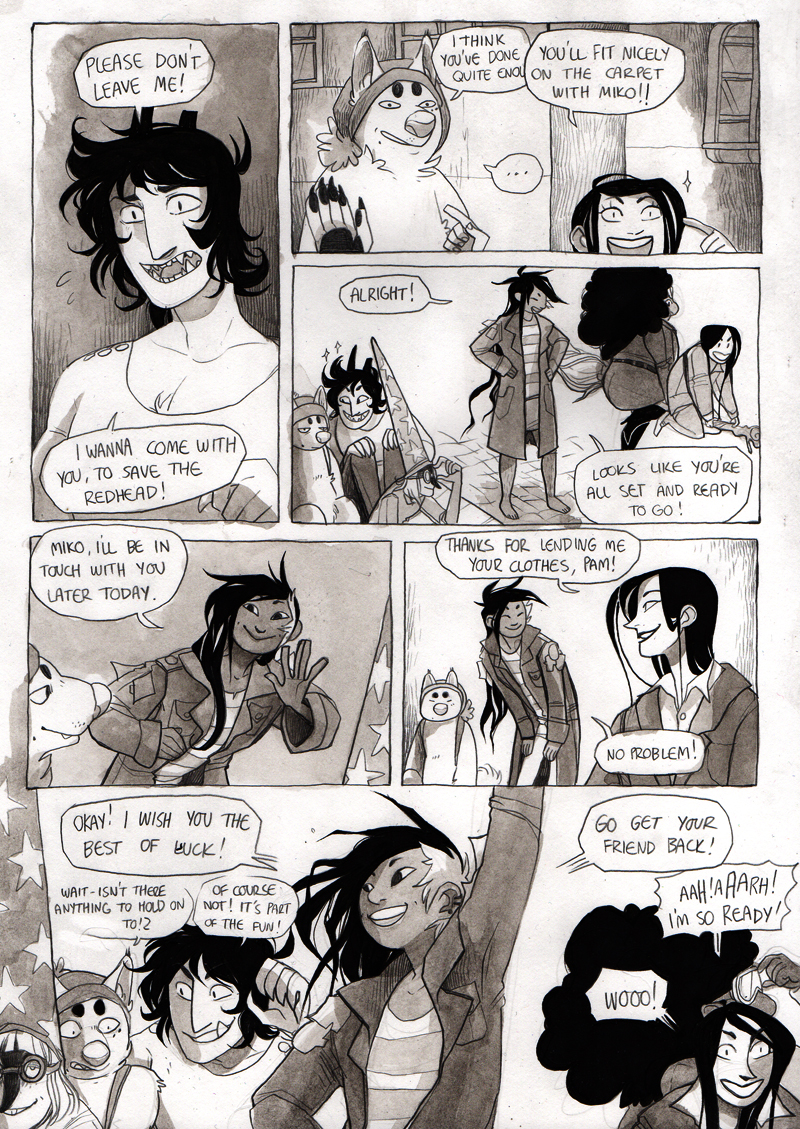 PLEASE DON'T
LEAVE ME!
I WANNA COME WITH
YOU, TO SAVE THE
REDHEAD!
I THINK
YOU'VE DONE
QUITE ENOU
YOU'LL FIT NICELY
ON THE CARPET
WITH MIKO!!
...
ALRIGHT!
LOOKS LIKE YOU'RE
ALL SET AND READY
TO GO!
MIKO, I'LL BE IN
TOUCH WITH YOU
LATER TODAY.
THANKS FOR LENDING ME
YOUR CLOTHES, PAM!
NO PROBLEM!
OKAY! I WISH YOU THE
BEST OF LUCK!
GO GET YOUR
FRIEND BACK!
WAIT-ISN'T THERE
ANYTHING TO HOLD ON
TO!?
OF COURSE
NOT! IT'S PART
OF THE FUN!
AAH!AAARH!
I'M SO READY!
WOOO!